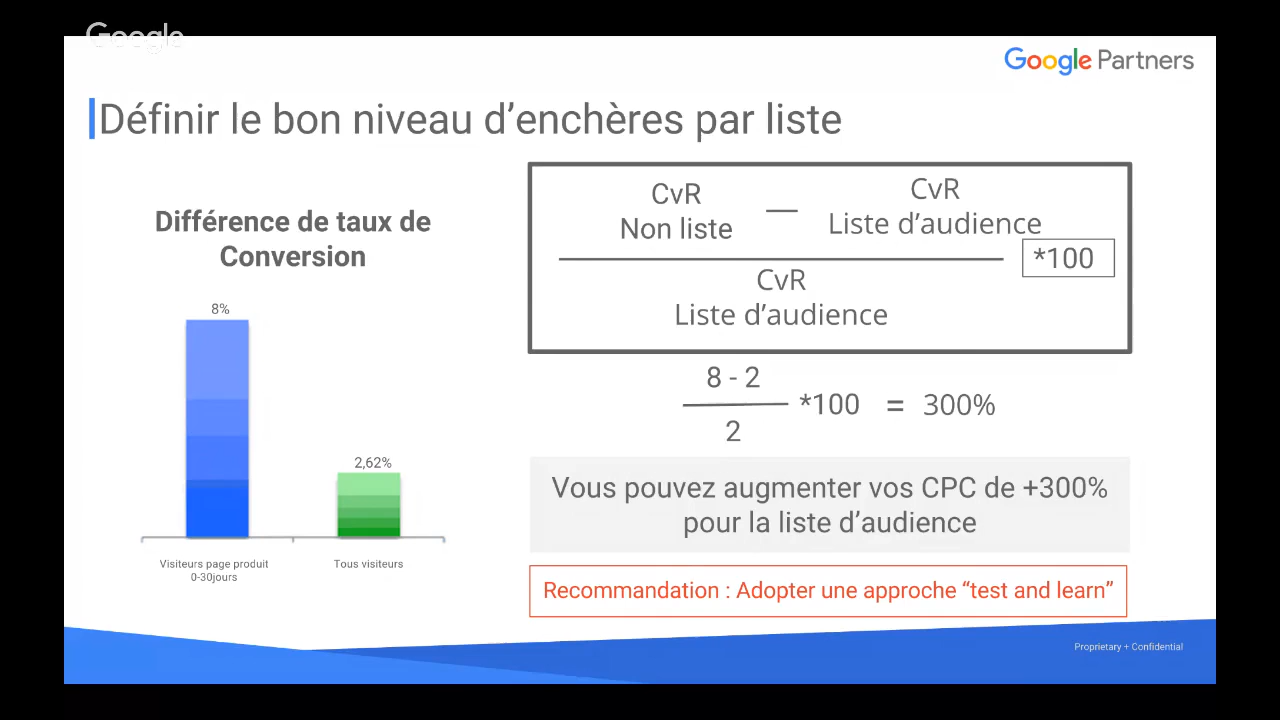 Google
Google Partners
Définir le bon niveau d’enchères par liste
Différence de taux de
Conversion
8%
2,62%
Visiteurs page produit
0-30jours
Tous visiteurs
CvR
Non liste
—
CvR
Liste d’audience
*100
CvR
Liste d’audience
8 - 2
2
*100 = 300%
Vous pouvez augmenter vos CPC de +300%
pour la liste d’audience
Recommandation : Adopter une approche “test and learn”
Proprietary + Confidential